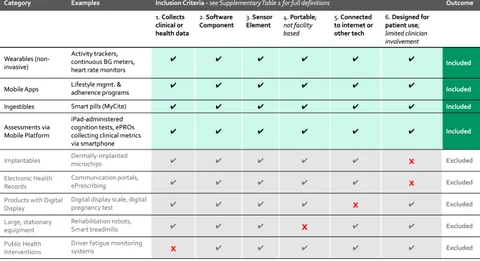 Category Examples Inclusion Criteria - see Supplementary Table 1 for full definitions Outcome
1. Collects clinical or health data
2. Software Component
3. Sensor Element
4. Portable; not facility based
5. Connected to internet or other tech
6. Designed for patient use; limited clinician involvement
Wearables (non-invasive)
Activity trackers, continuous BG meters, heart rate monitors
✔ ✔ ✔ ✔ ✔ ✔ Included
Mobile Apps
Lifestyle mgmt. & adherence programs
✔ ✔ ✔ ✔ ✔ ✔ Included
Ingestibles Smart pills (MyCite) ✔ ✔ ✔ ✔ ✔ ✔ Included
Assessments via Mobile Platform
iPad-administered cognition tests, ePROs collecting clinical metrics via smartphone
✔ ✔ ✔ ✔ ✔ ✔ Included
Implantables
Dermally-implanted microchips
✔ ✔ ✔ ✔ ✔ X Excluded
Electronic Health Records
Communication portals, ePrescribing
✔ ✔ ✔ ✔ ✔ X Excluded
Products with Digital Display
Digital display scale, digital pregnancy test
✔ ✔ ✔ ✔ X ✔ Excluded
Large, stationary equipment
Rehabilitation robots, Smart treadmills
✔ ✔ ✔ X ✔ ✔ Excluded
Public Health Interventions
Driver fatigue monitoring systems
X ✔ ✔ ✔ ✔ ✔ Excluded